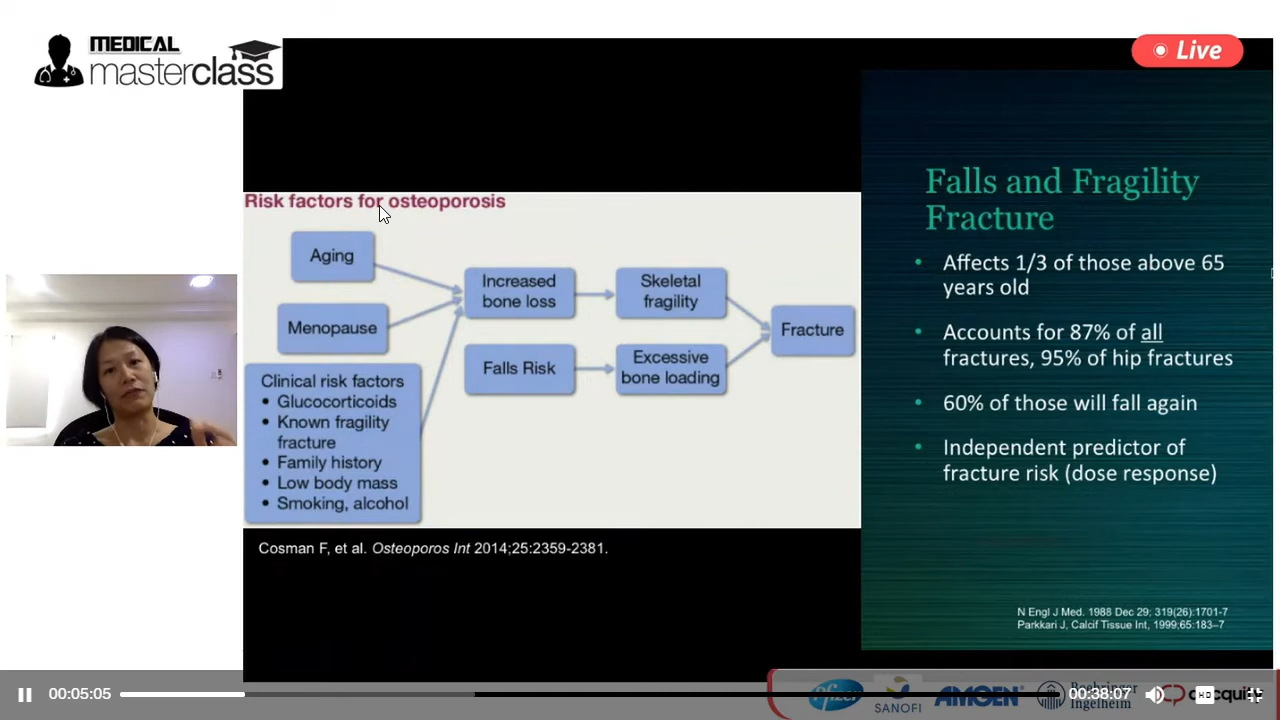 MEDICAL
masterclass
Live
Risk factors for osteoporosis
Aging
Menopause
Clinical risk factors
• Glucocorticoids
• Known fragility
fracture
• Family history
• Low body mass
• Smoking, alcohol
Increased
bone loss
Skeletal
fragility
Falls Risk
Excessive
bone loading
Fracture
Cosman F, et al. Osteoporos Int 2014;25:2359-2381.
Falls and Fragility
Fracture
• Affects 1/3 of those above 65
years old
• Accounts for 87% of all
fractures, 95% of hip fractures
• 60% of those will fall again
• Independent predictor of
fracture risk (dose response)
N Engl J Med. 1988 Dec 29; 319(26):1701-7
Parkkari J, Calcif Tissue Int, 1999;65:183–7
00:05:05
Pfizer
SANOFI
AMGEN
Boehringer
Ingelheim
00:38:07
HD